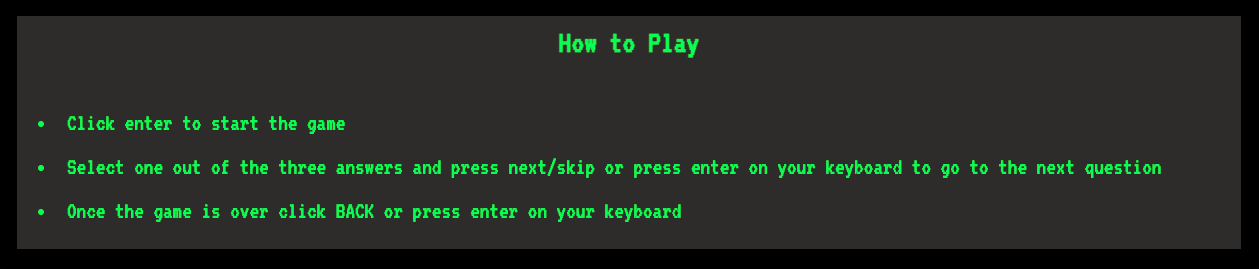 How to Play
• Click enter to start the game
• Select one out of the three answers and press next/skip or press enter on your keyboard to go to the next question
• Once the game is over click BACK or press enter on your keyboard